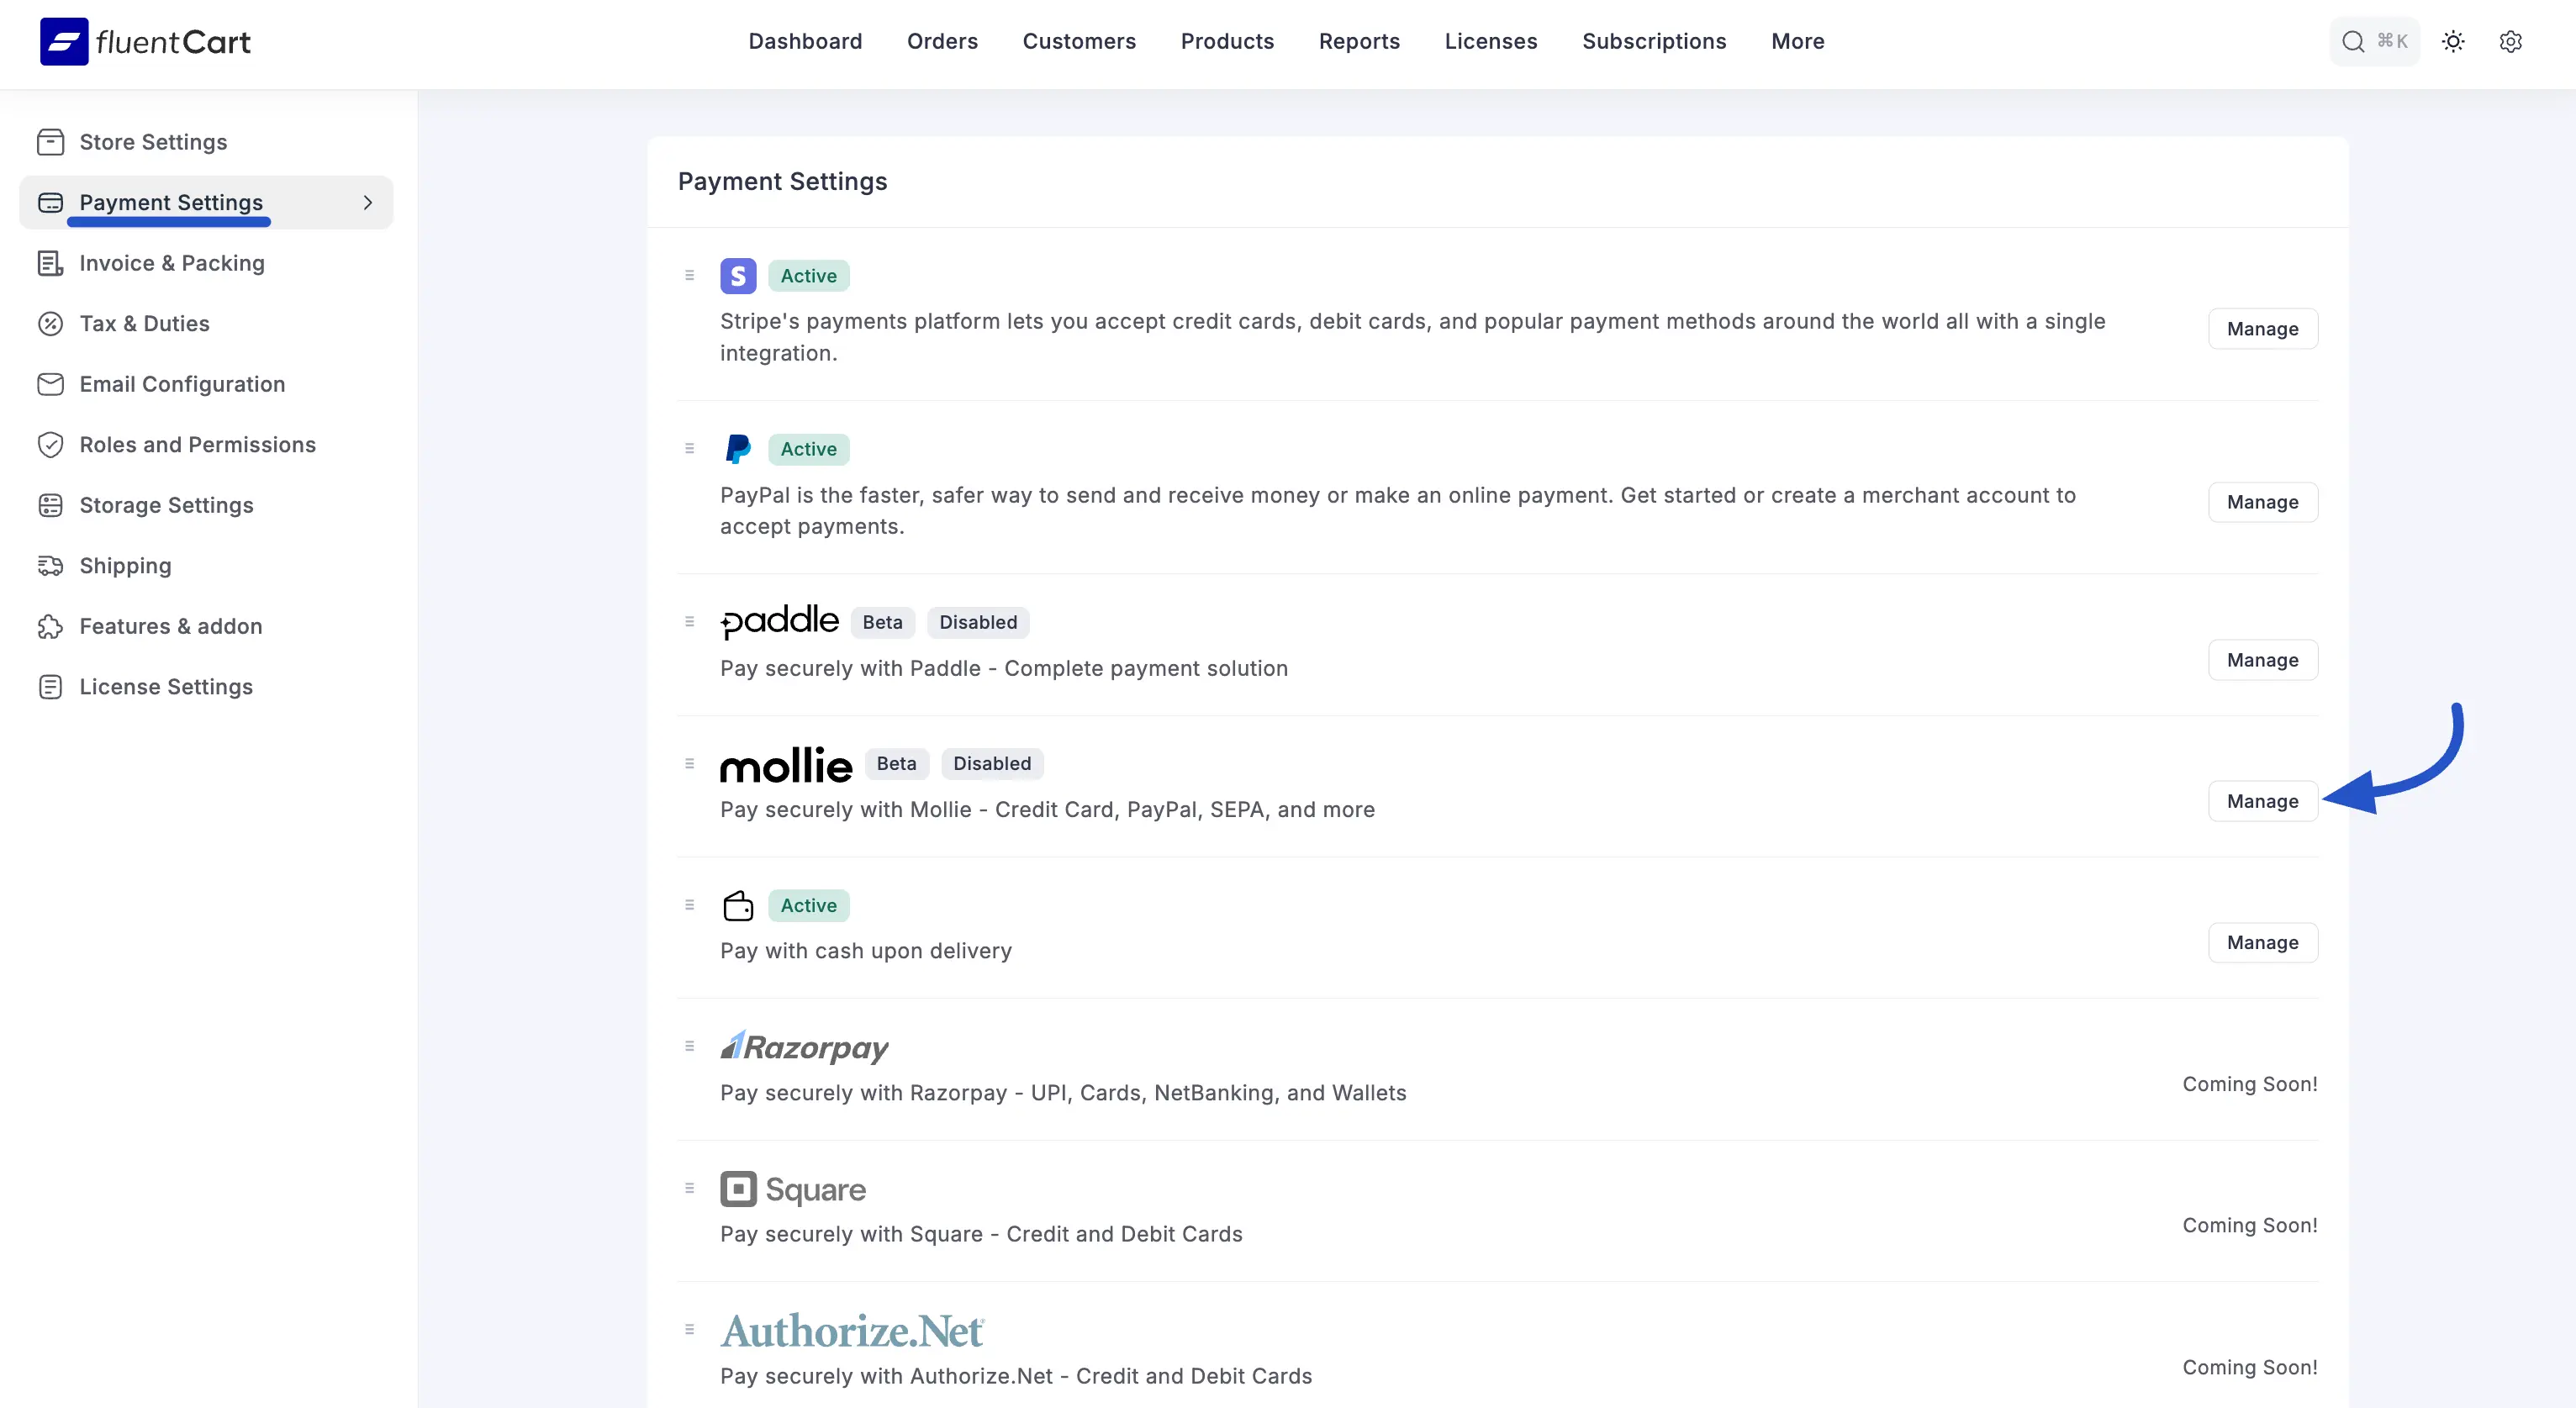 fluentCart
Dashboard
Orders
Customers
Products
Reports
Licenses
Subscriptions
More
⌘K
Store Settings
Payment Settings
Invoice & Packing
Tax & Duties
Email Configuration
Roles and Permissions
Storage Settings
Shipping
Features & addon
License Settings
Payment Settings
S
Active
Stripe's payments platform lets you accept credit cards, debit cards, and popular payment methods around the world all with a single
integration.
Manage
Active
PayPal is the faster, safer way to send and receive money or make an online payment. Get started or create a merchant account to
accept payments.
Manage
paddle
Beta
Disabled
Pay securely with Paddle - Complete payment solution
Manage
mollie
Beta
Disabled
Pay securely with Mollie - Credit Card, PayPal, SEPA, and more
Manage
Active
Pay with cash upon delivery
Manage
Razorpay
Pay securely with Razorpay - UPI, Cards, NetBanking, and Wallets
Coming Soon!
Square
Pay securely with Square - Credit and Debit Cards
Coming Soon!
Authorize.Net
Pay securely with Authorize.Net - Credit and Debit Cards
Coming Soon!